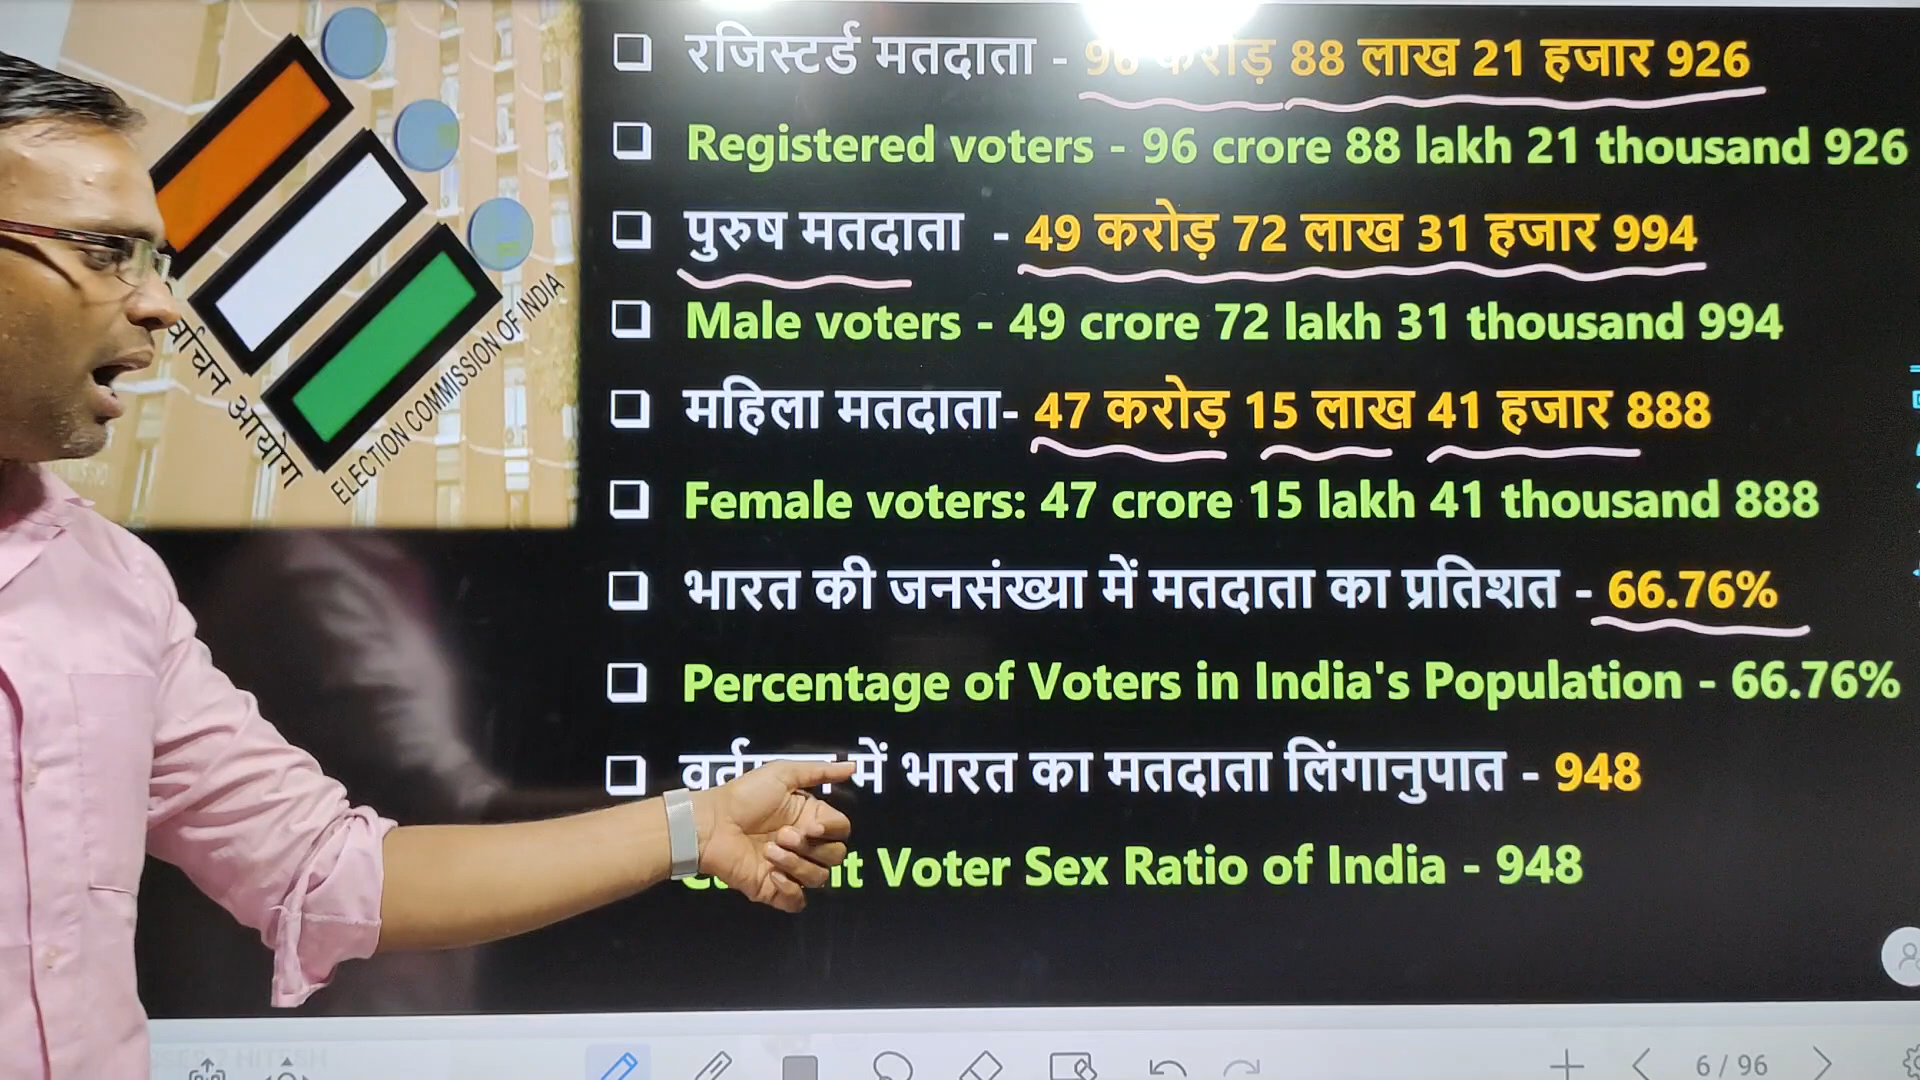 रजिस्टर्ड मतदाता - 96 करोड़ 88 लाख 21 हजार 926
Registered voters - 96 crore 88 lakh 21 thousand 926
पुरुष मतदाता - 49 करोड़ 72 लाख 31 हजार 994
Male voters - 49 crore 72 lakh 31 thousand 994
महिला मतदाता- 47 करोड़ 15 लाख 41 हजार 888
Female voters: 47 crore 15 lakh 41 thousand 888
भारत की जनसंख्या में मतदाता का प्रतिशत - 66.76%
Percentage of Voters in India's Population - 66.76%
में भारत का मतदाता लिंगानुपात - 948
Voter Sex Ratio of India - 948
आयोग
ELECTION COMMISSION OF INDIA
6 / 96